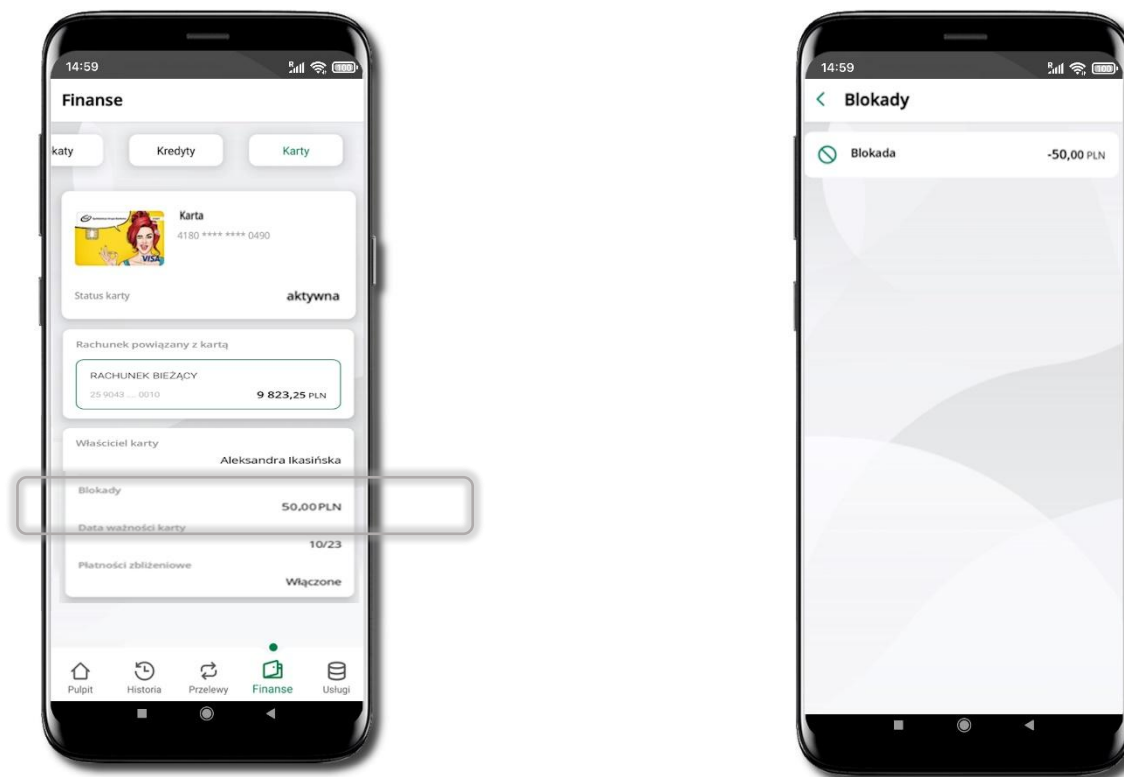 14:59
Finanse
katy
Kredyty
Karty
Karta
4180 **** **** 0490
VISA
Status karty
aktywna
Rachunek powiązany z kartą
RACHUNEK BIEŻĄCY
25 9043 .... 0010
9 823,25 PLN
Właściciel karty
Aleksandra Ikasińska
Blokady
50,00 PLN
Data ważności karty
10/23
Płatności zbliżeniowe
Włączone
Pulpit
Historia
Przelewy
Finanse
Usługi
14:59
Blokady
Blokada
-50,00 PLN